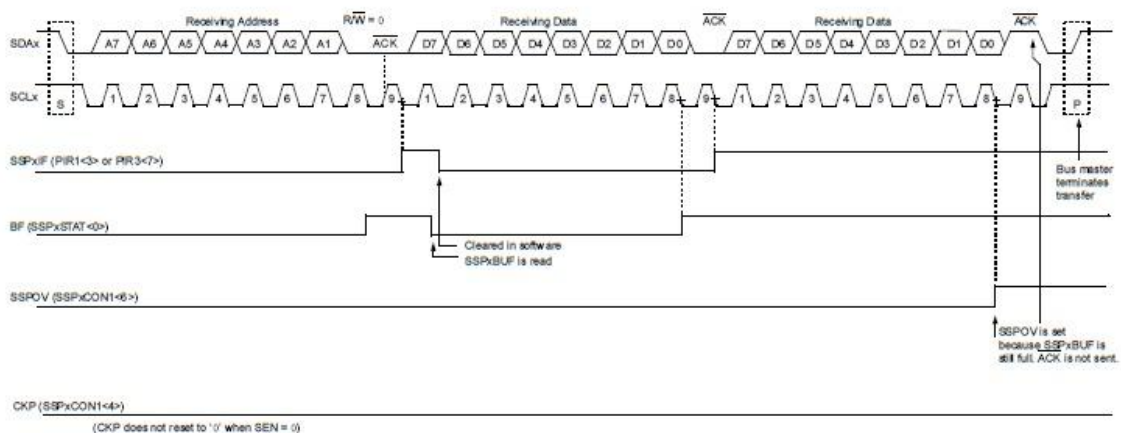 Receiving Address R/W = 0 Receiving Data ACK Receiving Data ACK
SDAx A7 A6 A5 A4 A3 A2 A1 ACK D7 D6 D5 D4 D3 D2 D1 D0 D7 D6 D5 D4 D3 D2 D1 D0
SCLx S 1 2 3 4 5 6 7 8 9 1 2 3 4 5 6 7 8 9 1 2 3 4 5 6 7 8 9 P
SSPxIF (PIR1<3> or PIR3<7>)
Bus master
terminates
transfer
BF (SSPxSTAT<0>)
Cleared in software
SSPxBUF is read
SSPOV (SSPxCON1<6>)
SSPOV is set
because SSPxBUF is
still full. ACK is not sent.
CKP (SSPxCON1<4>)
(CKP does not reset to '0' when SEN = 0)